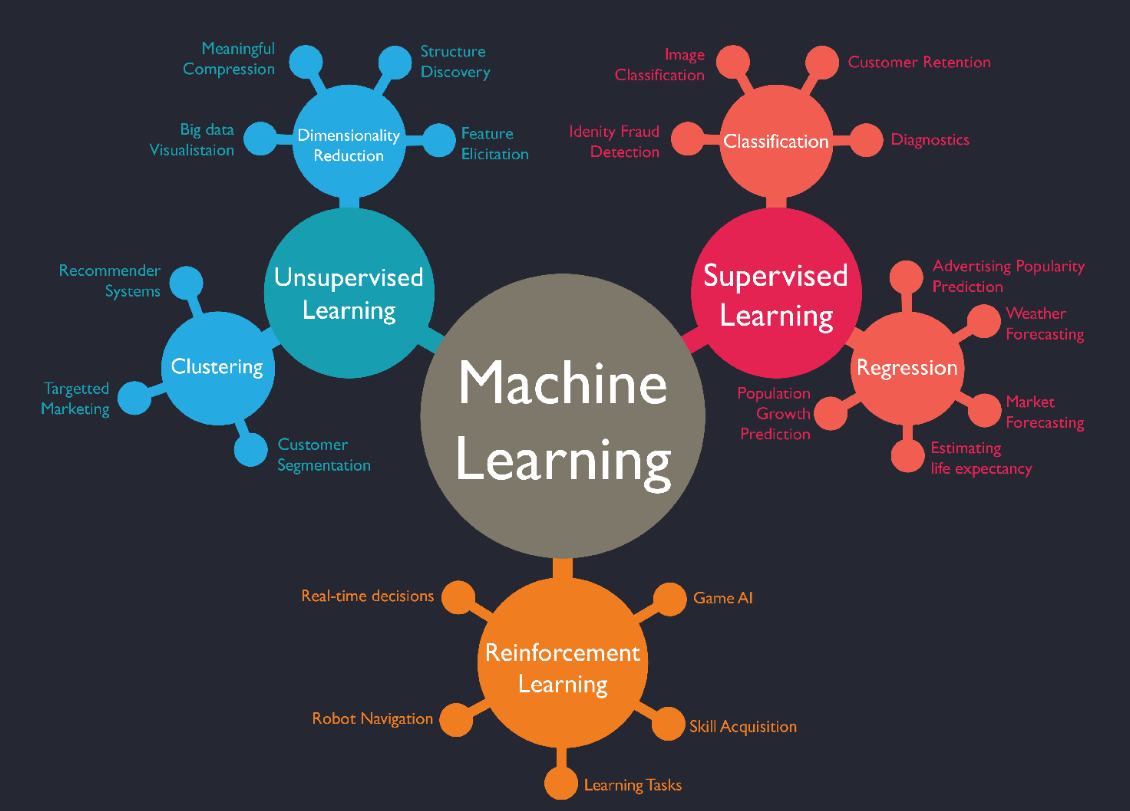 Meaningful
Compression
Structure
Discovery
Big data
Visualistaion
Dimensionality
Reduction
Feature
Elicitation
Image
Classification
Customer Retention
Idenity Fraud
Detection
Classification
Diagnostics
Recommender
Systems
Unsupervised
Learning
Clustering
Targetted
Marketing
Customer
Segmentation
Machine
Learning
Supervised
Learning
Advertising Popularity
Prediction
Weather
Forecasting
Regression
Population
Growth
Prediction
Market
Forecasting
Estimating
life expectancy
Real-time decisions
Game AI
Reinforcement
Learning
Robot Navigation
Skill Acquisition
Learning Tasks